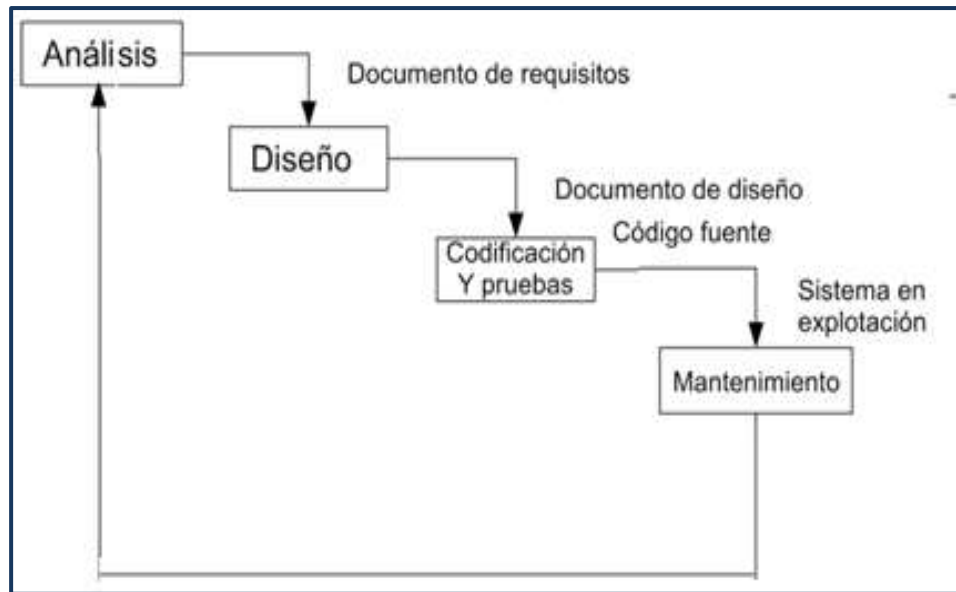 Análisis
Documento de requisitos
Diseño
Documento de diseño
Código fuente
Codificación
Y pruebas
Sistema en
explotación
Mantenimiento